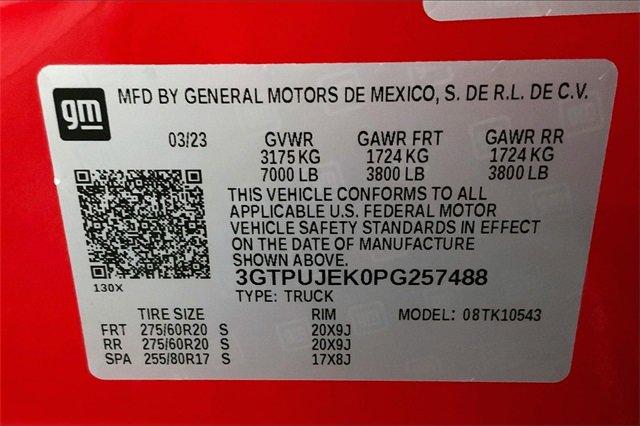 gm
MFD BY GENERAL MOTORS DE MEXICO, S. DE R.L. DE C.V.
03/23 GVWR GAWR FRT GAWR RR
3175 KG 1724 KG 1724 KG
7000 LB 3800 LB 3800 LB
THIS VEHICLE CONFORMS TO ALL
APPLICABLE U.S. FEDERAL MOTOR
VEHICLE SAFETY STANDARDS IN EFFECT
ON THE DATE OF MANUFACTURE
SHOWN ABOVE.
130X
3GTPUJEK0PG257488
TYPE: TRUCK
TIRE SIZE RIM MODEL: 08TK10543
FRT 275/60R20 S 20X9J
RR 275/60R20 S 20X9J
SPA 255/80R17 S 17X8J